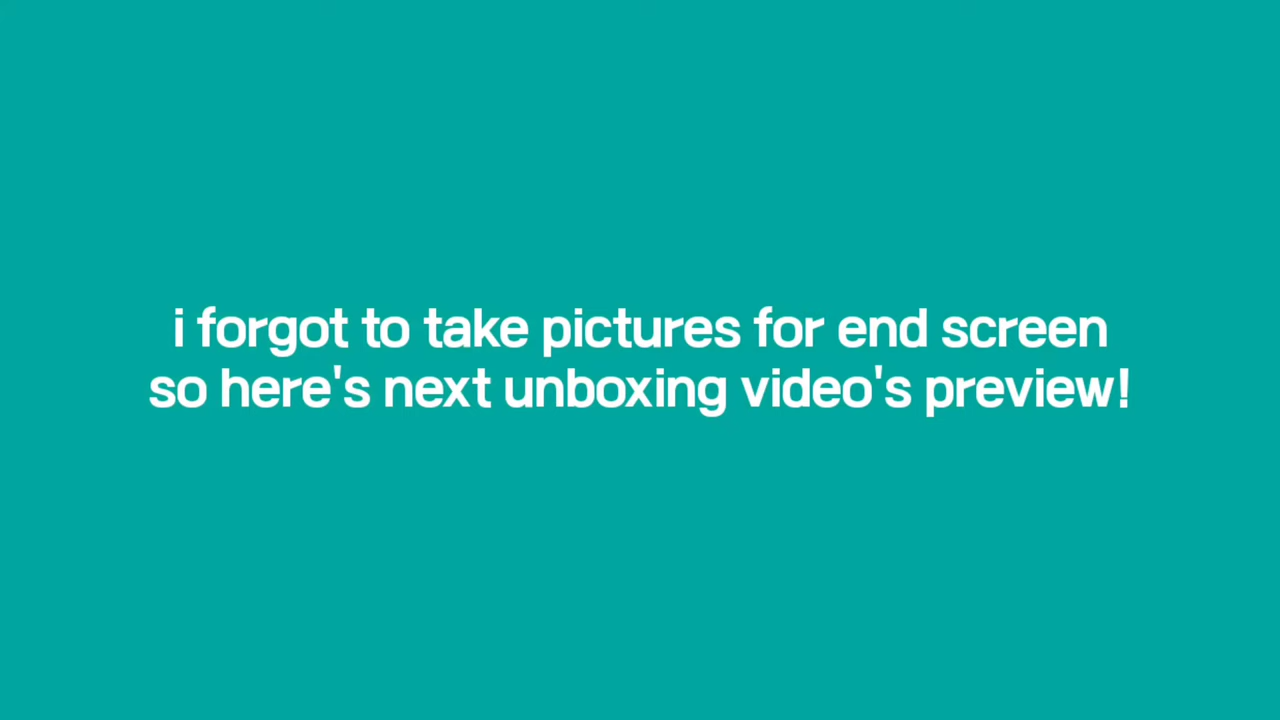 i forgot to take pictures for end screen
so here's next unboxing video's preview!